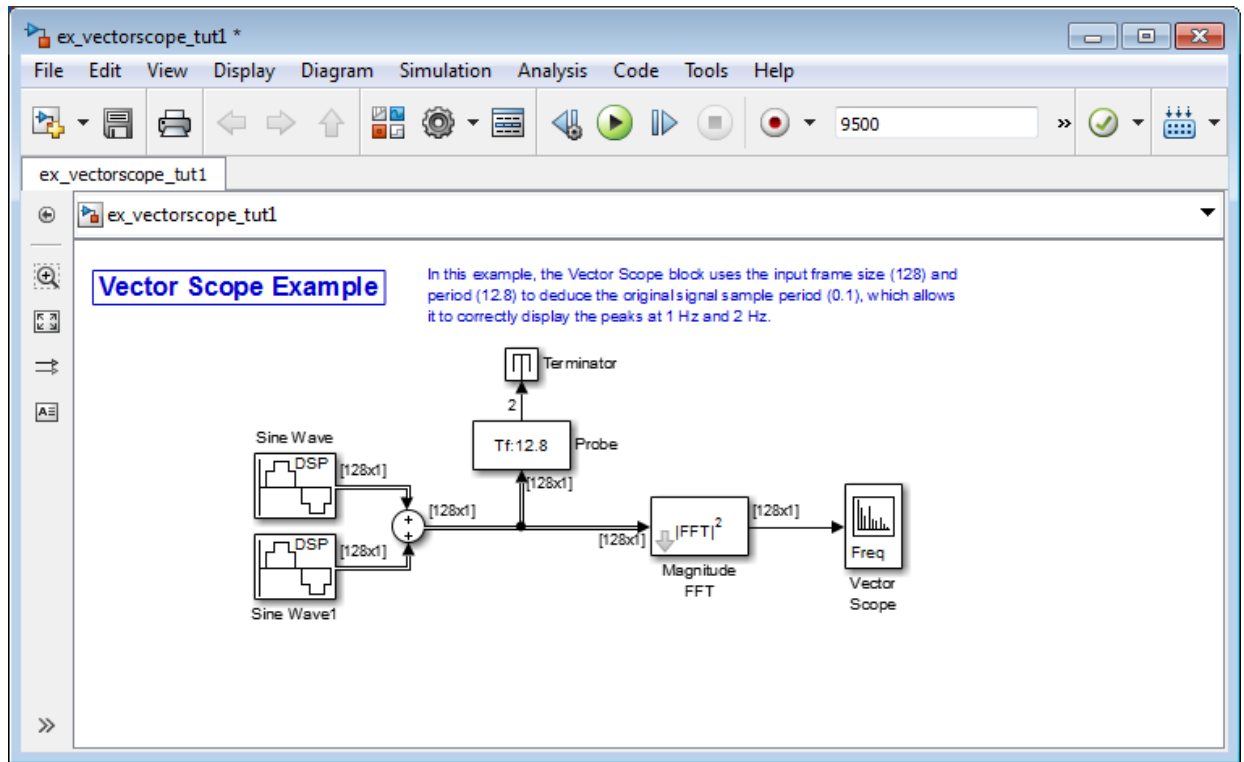 ex_vectorscope_tut1 *
File Edit View Display Diagram Simulation Analysis Code Tools Help
9500
ex_vectorscope_tut1
ex_vectorscope_tut1
Vector Scope Example
In this example, the Vector Scope block uses the input frame size (128) and
period (12.8) to deduce the original signal sample period (0.1), which allows
it to correctly display the peaks at 1 Hz and 2 Hz.
Terminator
2
Tf:12.8
Probe
[128x1]
Sine Wave
DSP
[128x1]
+
+
[128x1]
DSP
[128x1]
Sine Wave1
[128x1]
|FFT|²
Magnitude
FFT
[128x1]
Freq
Vector
Scope